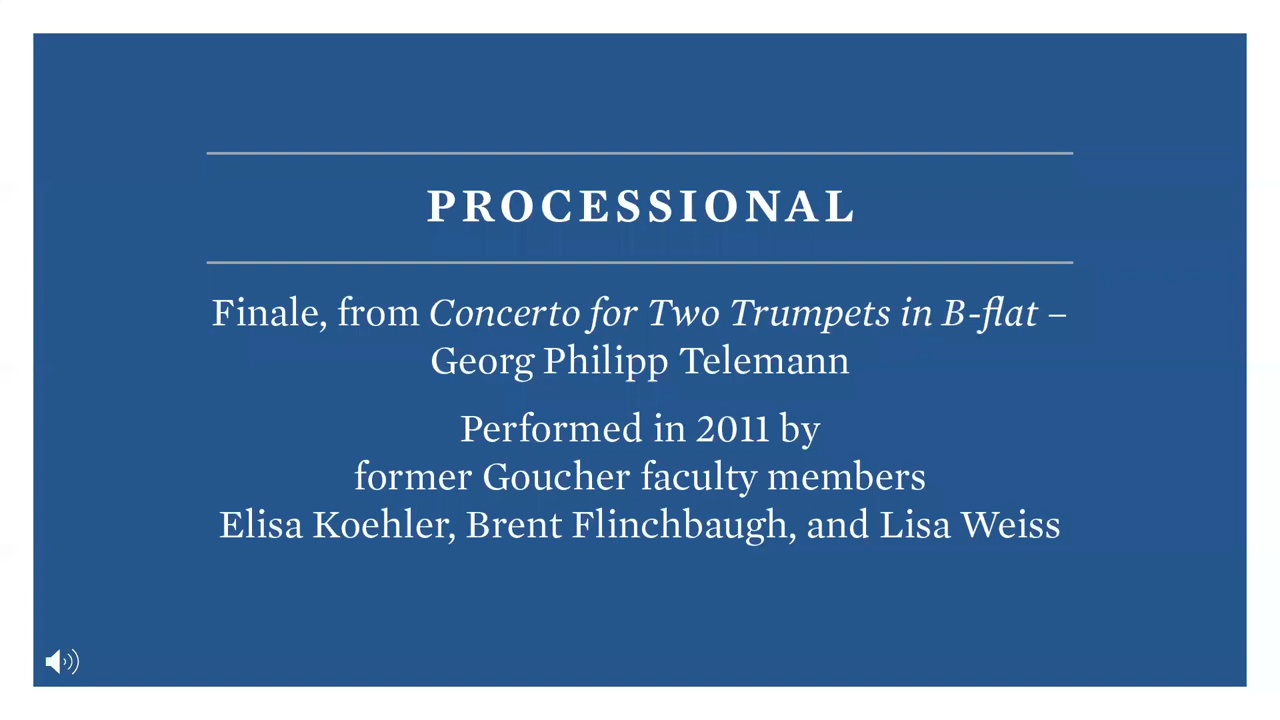 PROCESSIONAL
Finale, from Concerto for Two Trumpets in B-flat –
Georg Philipp Telemann
Performed in 2011 by
former Goucher faculty members
Elisa Koehler, Brent Flinchbaugh, and Lisa Weiss